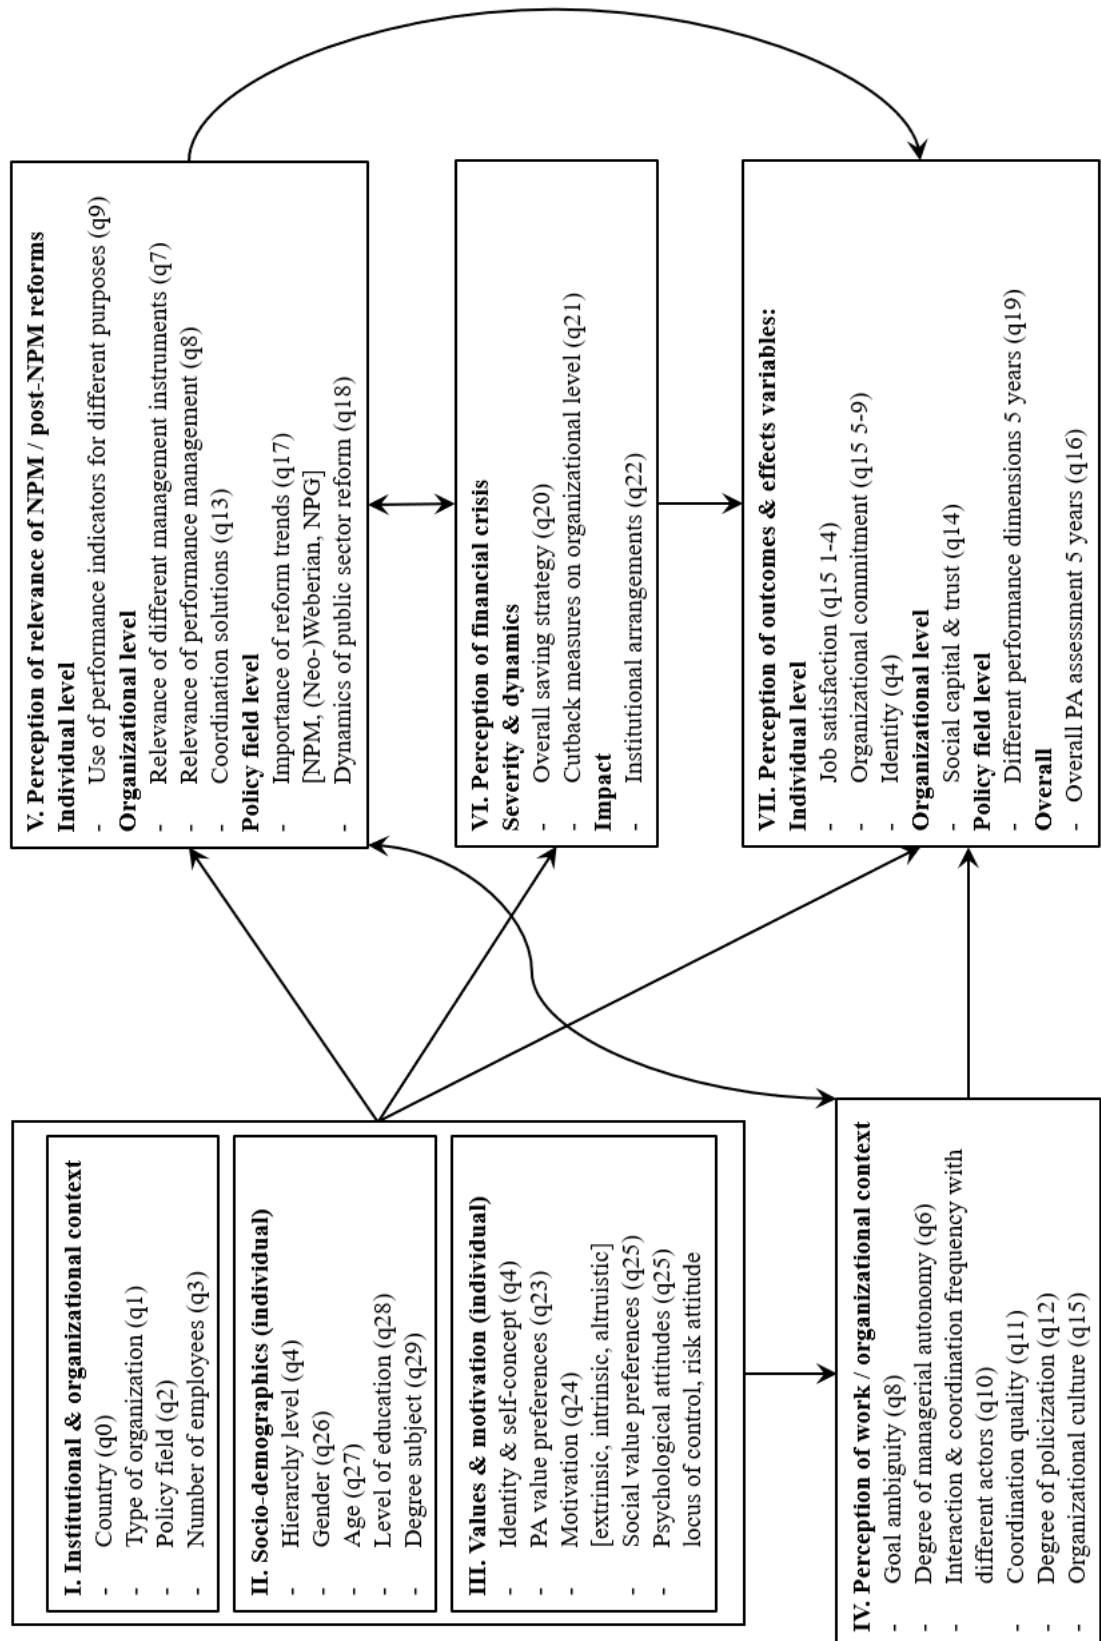 I. Institutional & organizational context
- Country (q0)
- Type of organization (q1)
- Policy field (q2)
- Number of employees (q3)
II. Socio-demographics (individual)
- Hierarchy level (q4)
- Gender (q26)
- Age (q27)
- Level of education (q28)
- Degree subject (q29)
III. Values & motivation (individual)
- Identity & self-concept (q4)
- PA value preferences (q23)
- Motivation (q24)
[extrinsic, intrinsic, altruistic]
- Social value preferences (q25)
- Psychological attitudes (q25)
locus of control, risk attitude
IV. Perception of work / organizational context
- Goal ambiguity (q8)
- Degree of managerial autonomy (q6)
- Interaction & coordination frequency with
different actors (q10)
- Coordination quality (q11)
- Degree of policization (q12)
- Organizational culture (q15)
V. Perception of relevance of NPM / post-NPM reforms
Individual level
- Use of performance indicators for different purposes (q9)
Organizational level
- Relevance of different management instruments (q7)
- Relevance of performance management (q8)
- Coordination solutions (q13)
Policy field level
- Importance of reform trends (q17)
[NPM, (Neo-)Weberian, NPG]
- Dynamics of public sector reform (q18)
VI. Perception of financial crisis
Severity & dynamics
- Overall saving strategy (q20)
- Cutback measures on organizational level (q21)
Impact
- Institutional arrangements (q22)
VII. Perception of outcomes & effects variables:
Individual level
- Job satisfaction (q15 1-4)
- Organizational commitment (q15 5-9)
- Identity (q4)
Organizational level
- Social capital & trust (q14)
Policy field level
- Different performance dimensions 5 years (q19)
Overall
- Overall PA assessment 5 years (q16)